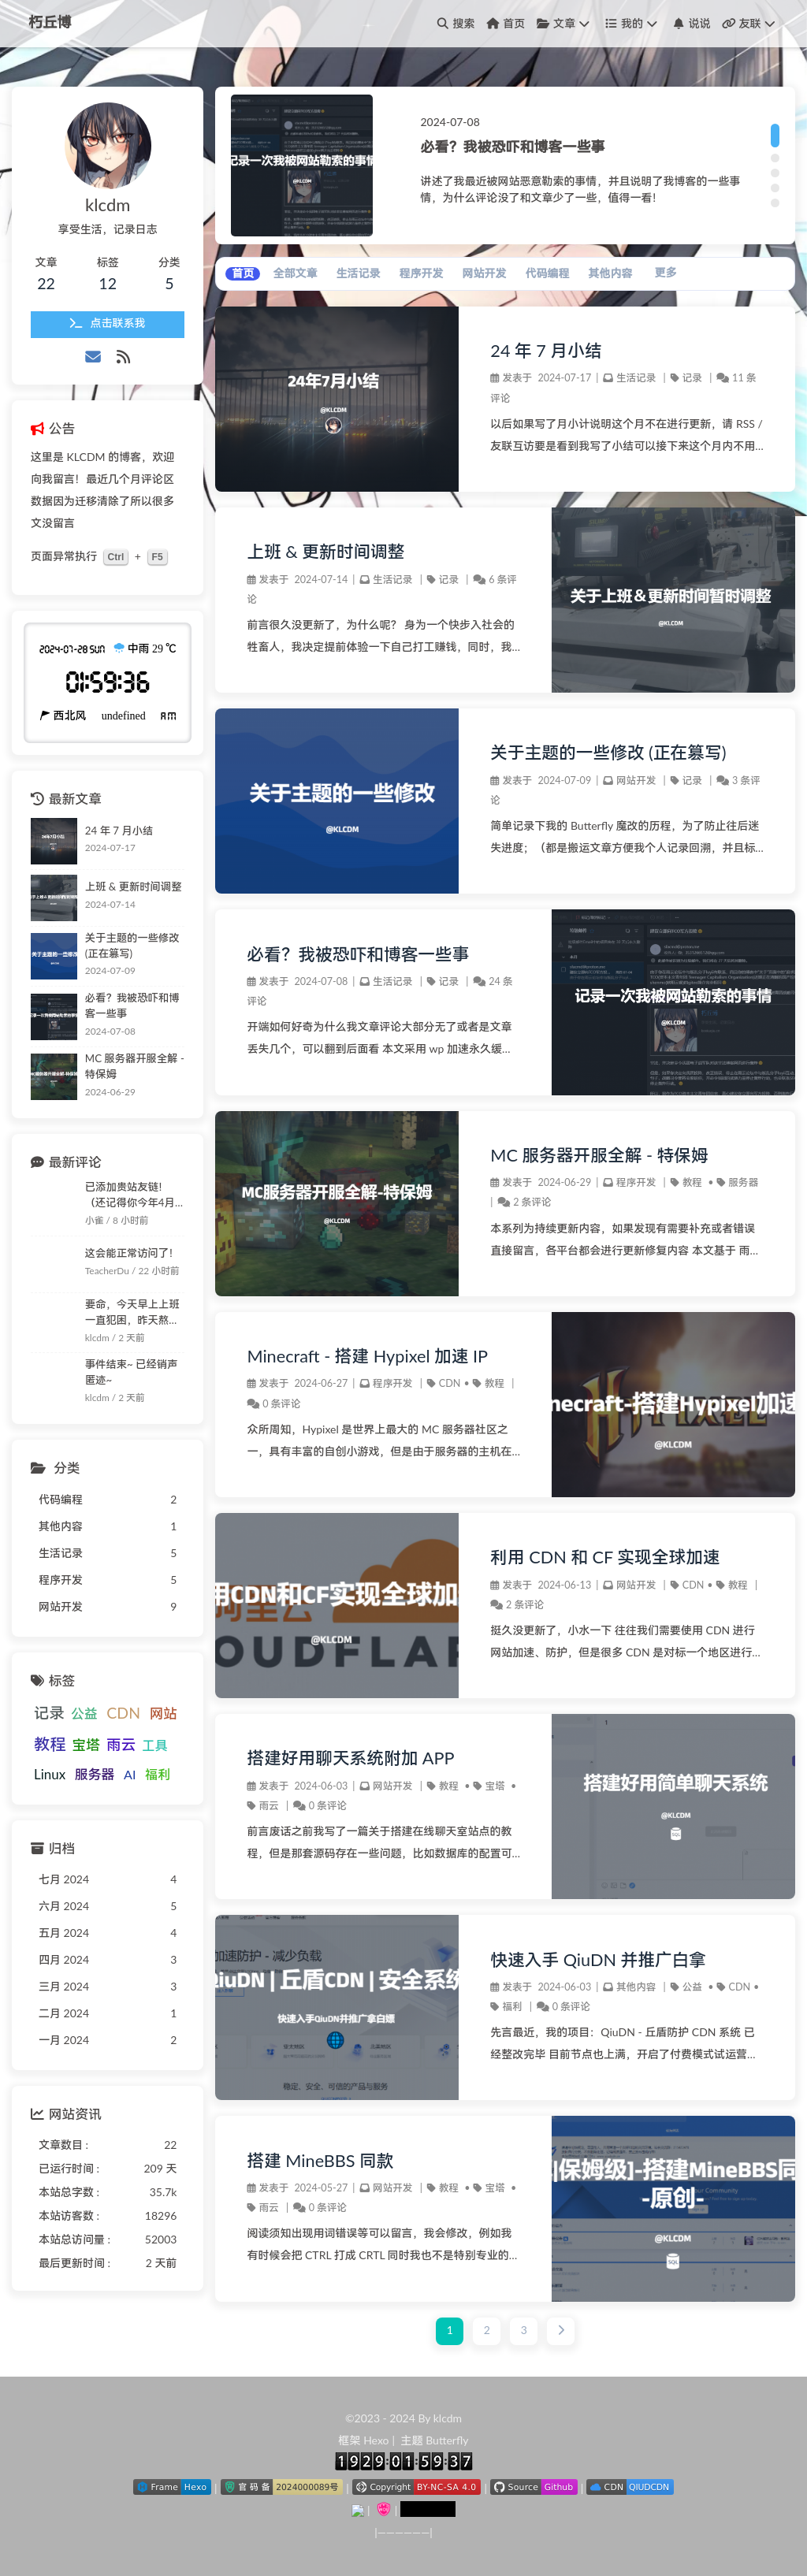 朽丘博
搜索 首页 文章 我的 说说 友联
klcdm
享受生活，记录日志
文章 标签 分类
22 12 5
点击联系我
公告
这里是 KLCDM 的博客，欢迎
向我留言！最近几个月评论区
数据因为迁移清除了所以很多
文没留言
页面异常执行 Ctrl + F5
2024-07-28 SUN 中雨 29 ℃
01:59:36
西北风 undefined AM
最新文章
24 年 7 月小结
2024-07-17
上班 & 更新时间调整
2024-07-14
关于主题的一些修改
(正在篡写)
2024-07-09
必看？我被恐吓和博
客一些事
2024-07-08
MC 服务器开服全解 -
特保姆
2024-06-29
最新评论
已添加贵站友链!
（还记得你今年4月...
小雀 / 8 小时前
这会能正常访问了！
TeacherDu / 22 小时前
要命，今天早上上班
一直犯困，昨天熬...
klcdm / 2 天前
事件结束~ 已经销声
匿迹~
klcdm / 2 天前
分类
代码编程 2
其他内容 1
生活记录 5
程序开发 5
网站开发 9
标签
记录 公益 CDN 网站
教程 宝塔 雨云 工具
Linux 服务器 AI 福利
归档
七月 2024 4
六月 2024 5
五月 2024 4
四月 2024 3
三月 2024 3
二月 2024 1
一月 2024 2
网站资讯
文章数目 : 22
已运行时间 : 209 天
本站总字数 : 35.7k
本站访客数 : 18296
本站总访问量 : 52003
最后更新时间 : 2 天前
记录一次我被网站勒索的事情
@KLCDM
2024-07-08
必看？我被恐吓和博客一些事
讲述了我最近被网站恶意勒索的事情，并且说明了我博客的一些事
情，为什么评论没了和文章少了一些，值得一看！
首页 全部文章 生活记录 程序开发 网站开发 代码编程 其他内容 更多
24年7月小结
@KLCDM
24 年 7 月小结
发表于 2024-07-17 | 生活记录 | 记录 | 11 条
评论
以后如果写了月小计说明这个月不在进行更新，请 RSS /
友联互访要是看到我写了小结可以接下来这个月内不用...
上班 & 更新时间调整
发表于 2024-07-14 | 生活记录 | 记录 | 6 条评
论
前言很久没更新了，为什么呢？ 身为一个快步入社会的
牲畜人，我决定提前体验一下自己打工赚钱，同时，我...
关于上班&更新时间暂时调整
@KLCDM
关于主题的一些修改
@KLCDM
关于主题的一些修改 (正在篡写)
发表于 2024-07-09 | 网站开发 | 记录 | 3 条评
论
简单记录下我的 Butterfly 魔改的历程，为了防止往后迷
失进度；（都是搬运文章方便我个人记录回溯，并且标...
必看？我被恐吓和博客一些事
发表于 2024-07-08 | 生活记录 | 记录 | 24 条
评论
开端如何好奇为什么我文章评论大部分无了或者是文章
丢失几个，可以翻到后面看 本文采用 wp 加速永久缓...
记录一次我被网站勒索的事情
@KLCDM
MC服务器开服全解-特保姆
@KLCDM
MC 服务器开服全解 - 特保姆
发表于 2024-06-29 | 程序开发 | 教程 • 服务器
| 2 条评论
本系列为持续更新内容，如果发现有需要补充或者错误
直接留言，各平台都会进行更新修复内容 本文基于 雨...
Minecraft - 搭建 Hypixel 加速 IP
发表于 2024-06-27 | 程序开发 | CDN • 教程 |
0 条评论
众所周知，Hypixel 是世界上最大的 MC 服务器社区之
一，具有丰富的自创小游戏，但是由于服务器的主机在...
necraft-搭建Hypixel加速
@KLCDM
用CDN和CF实现全球加
阿里云
OUDFLAR
@KLCDM
利用 CDN 和 CF 实现全球加速
发表于 2024-06-13 | 网站开发 | CDN • 教程 |
2 条评论
挺久没更新了，小水一下 往往我们需要使用 CDN 进行
网站加速、防护，但是很多 CDN 是对标一个地区进行...
搭建好用聊天系统附加 APP
发表于 2024-06-03 | 网站开发 | 教程 • 宝塔 •
雨云 | 0 条评论
前言废话之前我写了一篇关于搭建在线聊天室站点的教
程，但是那套源码存在一些问题，比如数据库的配置可...
搭建好用简单聊天系统
@KLCDM
加速防护 - 减少负载
QiuDN | 丘盾CDN | 安全系统
快速注入手QiuDN并推广拿白嫖
稳定、安全、可信的产品与服务
快速入手 QiuDN 并推广白拿
发表于 2024-06-03 | 其他内容 | 公益 • CDN •
福利 | 0 条评论
先言最近，我的项目：QiuDN - 丘盾防护 CDN 系统 已
经整改完毕 目前节点也上满，开启了付费模式试运营...
搭建 MineBBS 同款
发表于 2024-05-27 | 网站开发 | 教程 • 宝塔 •
雨云 | 0 条评论
阅读须知出现用词错误等可以留言，我会修改，例如我
有时候会把 CTRL 打成 CRTL 同时我也不是特别专业的...
[保姆级]-搭建MineBBS同
-原创-
@KLCDM
1 2 3
©2023 - 2024 By klcdm
框架 Hexo | 主题 Butterfly
1929:01:59:37
Frame Hexo | 官码备 2024000089号 | Copyright BY-NC-SA 4.0 | Source Github | CDN QIUDCDN
|——————|